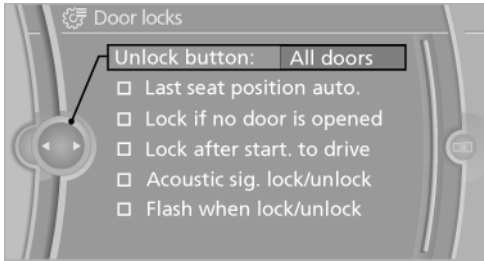 Door locks
Unlock button: All doors
Last seat position auto.
Lock if no door is opened
Lock after start. to drive
Acoustic sig. lock/unlock
Flash when lock/unlock